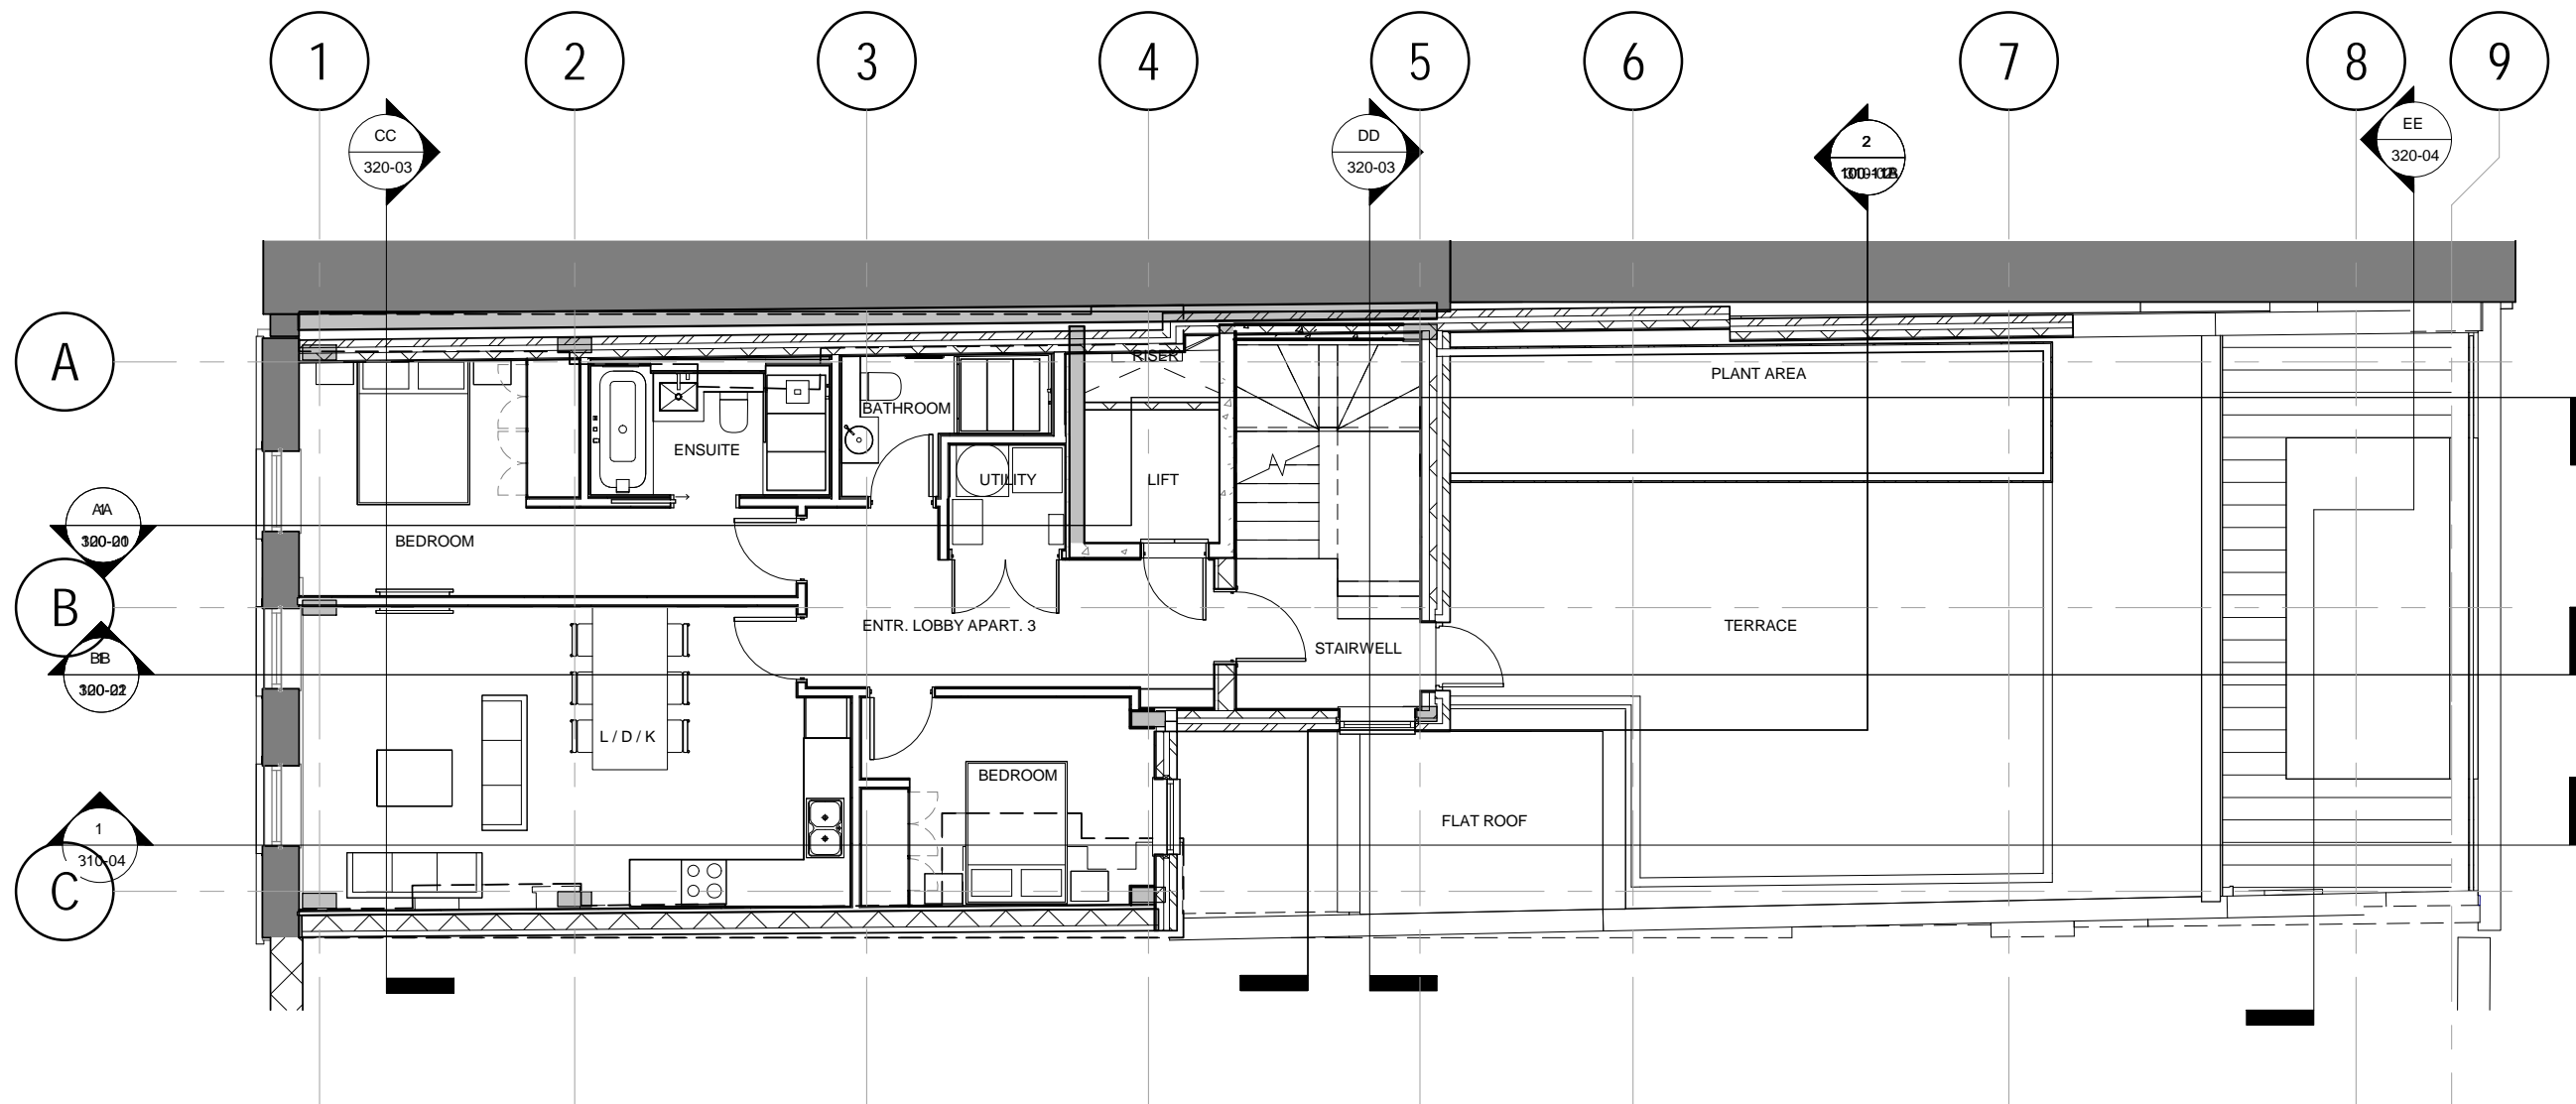 1 2 3 4 5 6 7 8 9
CC
320-03
DD
320-03
2
EE
320-04
A
RISER
PLANT AREA
BATHROOM
ENSUITE
UTILITY
LIFT
BEDROOM
B
ENTR. LOBBY APART. 3
TERRACE
STAIRWELL
L / D / K
BEDROOM
FLAT ROOF
1
310-04
C